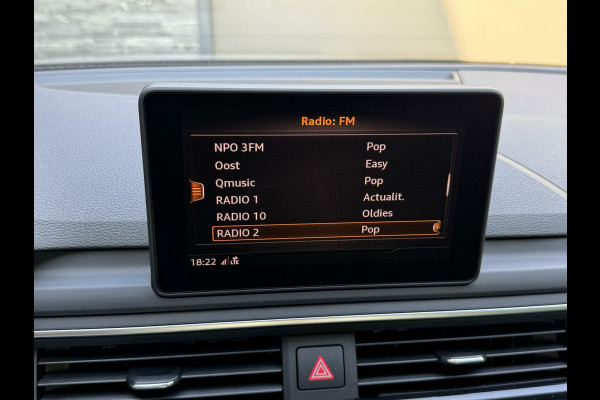 Radio: FM
NPO 3FM Pop
Oost Easy
Qmusic Pop
RADIO 1 Actualit.
RADIO 10 Oldies
RADIO 2 Pop
18:22 LTE